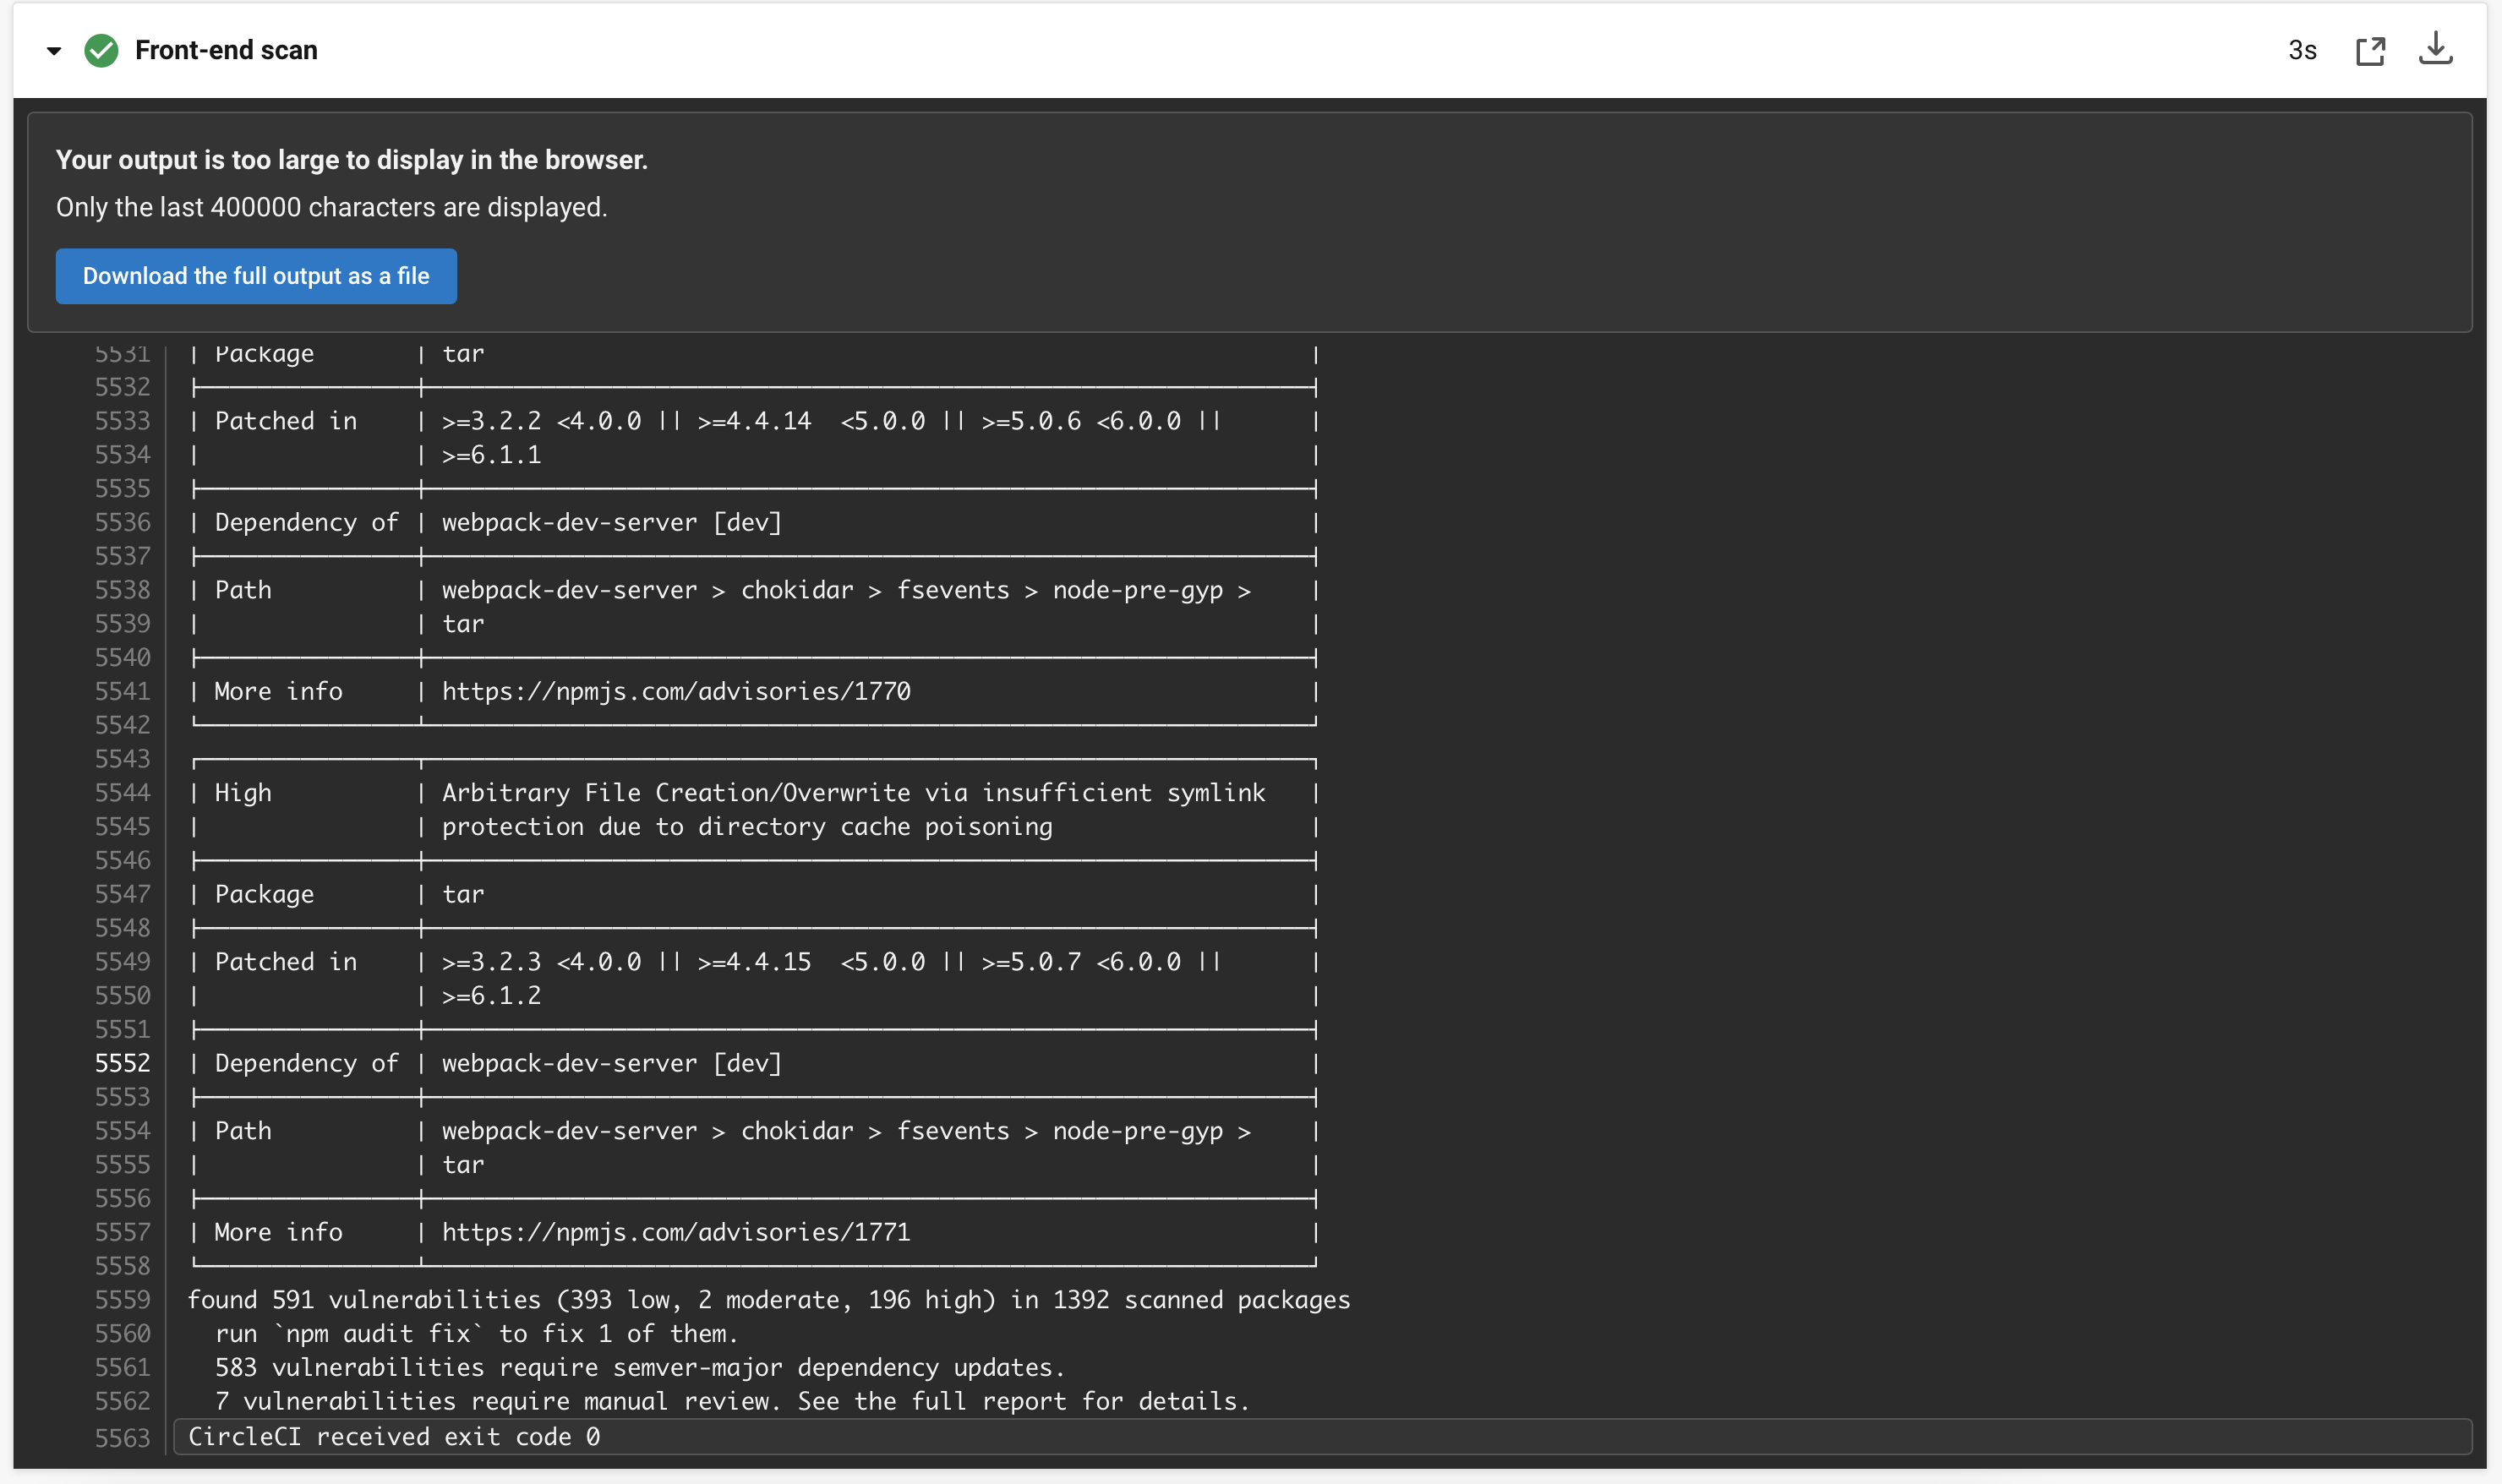 Front-end scan 3s
Your output is too large to display in the browser.
Only the last 400000 characters are displayed.
Download the full output as a file
5531 | Package | tar |
5532
5533 | Patched in | >=3.2.2 <4.0.0 || >=4.4.14  <5.0.0 || >=5.0.6 <6.0.0 || |
5534 | | >=6.1.1 |
5535
5536 | Dependency of | webpack-dev-server [dev] |
5537
5538 | Path | webpack-dev-server > chokidar > fsevents > node-pre-gyp > |
5539 | | tar |
5540
5541 | More info | https://npmjs.com/advisories/1770 |
5542
5543
5544 | High | Arbitrary File Creation/Overwrite via insufficient symlink |
5545 | | protection due to directory cache poisoning |
5546
5547 | Package | tar |
5548
5549 | Patched in | >=3.2.3 <4.0.0 || >=4.4.15  <5.0.0 || >=5.0.7 <6.0.0 || |
5550 | | >=6.1.2 |
5551
5552 | Dependency of | webpack-dev-server [dev] |
5553
5554 | Path | webpack-dev-server > chokidar > fsevents > node-pre-gyp > |
5555 | | tar |
5556
5557 | More info | https://npmjs.com/advisories/1771 |
5558
5559 found 591 vulnerabilities (393 low, 2 moderate, 196 high) in 1392 scanned packages
5560 run `npm audit fix` to fix 1 of them.
5561 583 vulnerabilities require semver-major dependency updates.
5562 7 vulnerabilities require manual review. See the full report for details.
5563 CircleCI received exit code 0